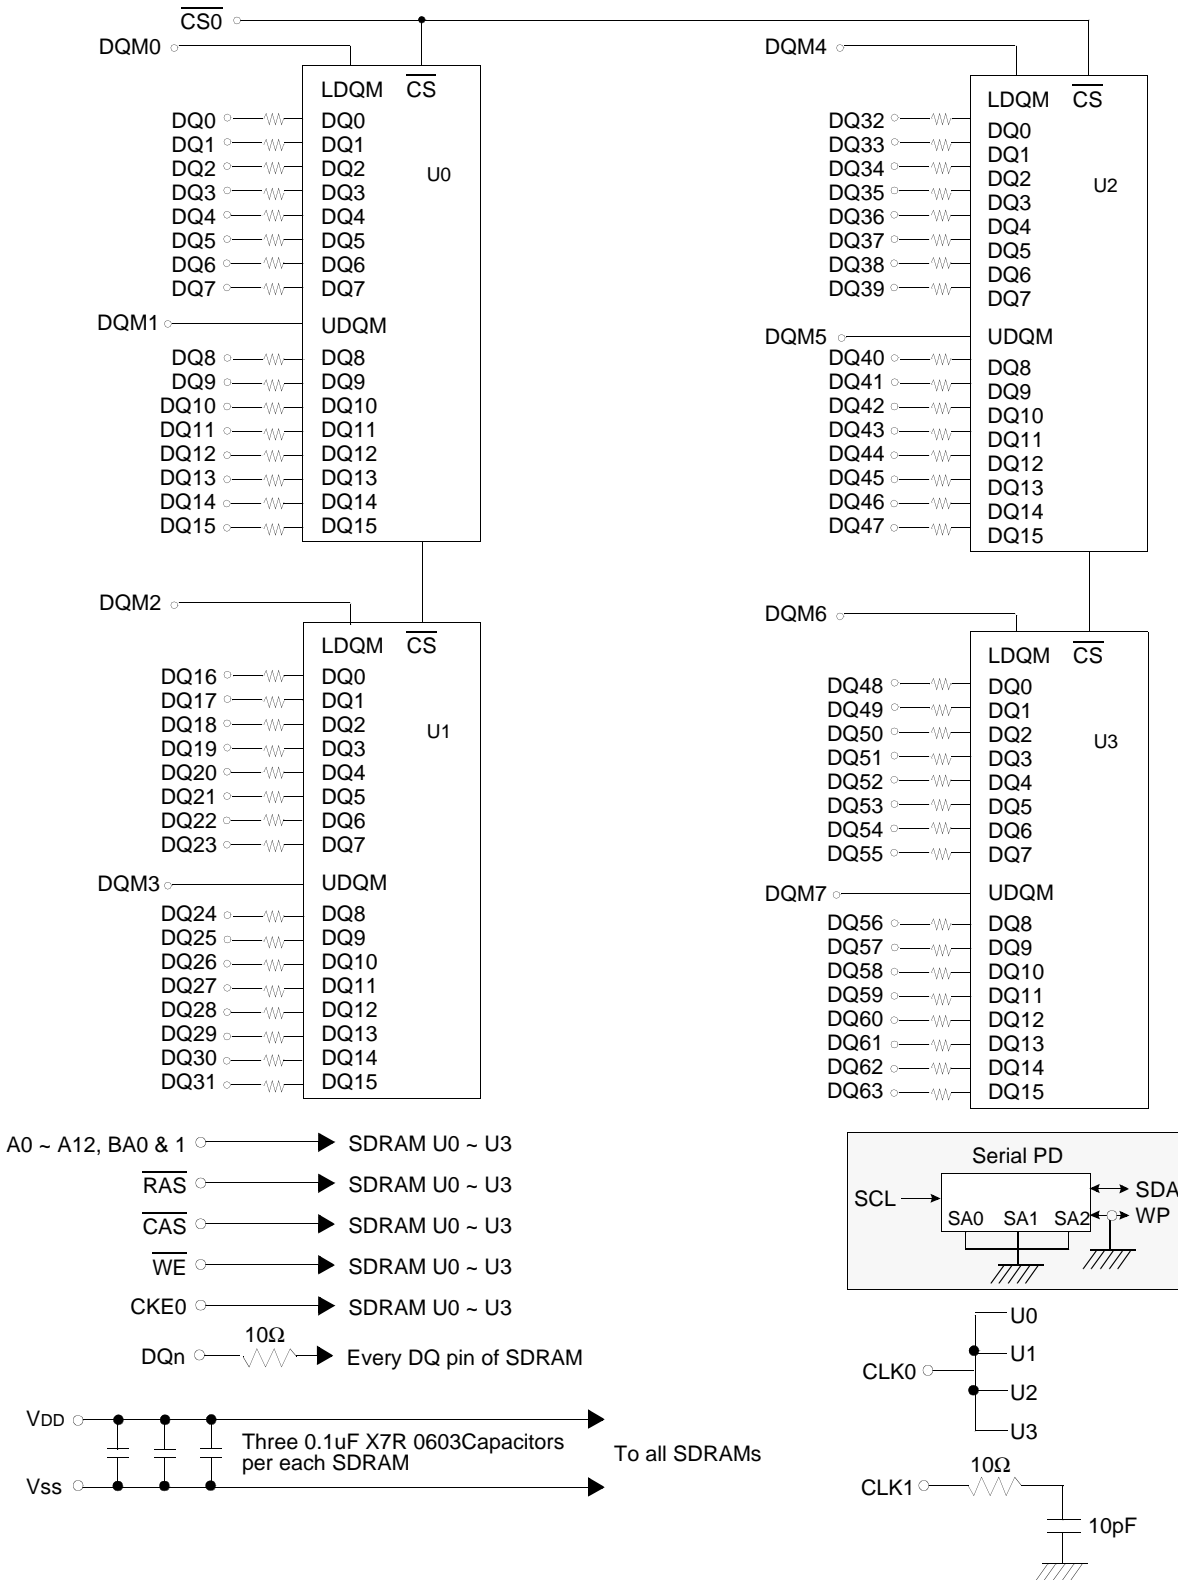 CS0
DQM0
LDQM CS
DQ0 DQ0
DQ1 DQ1
DQ2 DQ2
U0
DQ3 DQ3
DQ4 DQ4
DQ5 DQ5
DQ6 DQ6
DQ7 DQ7
DQM1 UDQM
DQ8 DQ8
DQ9 DQ9
DQ10 DQ10
DQ11 DQ11
DQ12 DQ12
DQ13 DQ13
DQ14 DQ14
DQ15 DQ15
DQM2
LDQM CS
DQ16 DQ0
DQ17 DQ1
DQ18 DQ2
U1
DQ19 DQ3
DQ20 DQ4
DQ21 DQ5
DQ22 DQ6
DQ23 DQ7
DQM3 UDQM
DQ24 DQ8
DQ25 DQ9
DQ26 DQ10
DQ27 DQ11
DQ28 DQ12
DQ29 DQ13
DQ30 DQ14
DQ31 DQ15
DQM4
LDQM CS
DQ32 DQ0
DQ33 DQ1
DQ34 DQ2
U2
DQ35 DQ3
DQ36 DQ4
DQ37 DQ5
DQ38 DQ6
DQ39 DQ7
DQM5 UDQM
DQ40 DQ8
DQ41 DQ9
DQ42 DQ10
DQ43 DQ11
DQ44 DQ12
DQ45 DQ13
DQ46 DQ14
DQ47 DQ15
DQM6
LDQM CS
DQ48 DQ0
DQ49 DQ1
DQ50 DQ2
U3
DQ51 DQ3
DQ52 DQ4
DQ53 DQ5
DQ54 DQ6
DQ55 DQ7
DQM7 UDQM
DQ56 DQ8
DQ57 DQ9
DQ58 DQ10
DQ59 DQ11
DQ60 DQ12
DQ61 DQ13
DQ62 DQ14
DQ63 DQ15
A0 ~ A12, BA0 & 1 SDRAM U0 ~ U3
RAS SDRAM U0 ~ U3
CAS SDRAM U0 ~ U3
WE SDRAM U0 ~ U3
CKE0 SDRAM U0 ~ U3
10Ω
DQn Every DQ pin of SDRAM
VDD
Three 0.1uF X7R 0603Capacitors
per each SDRAM
To all SDRAMs
Vss
Serial PD
SCL
SDA
WP
SA0 SA1 SA2
U0
U1
CLK0
U2
U3
10Ω
CLK1
10pF